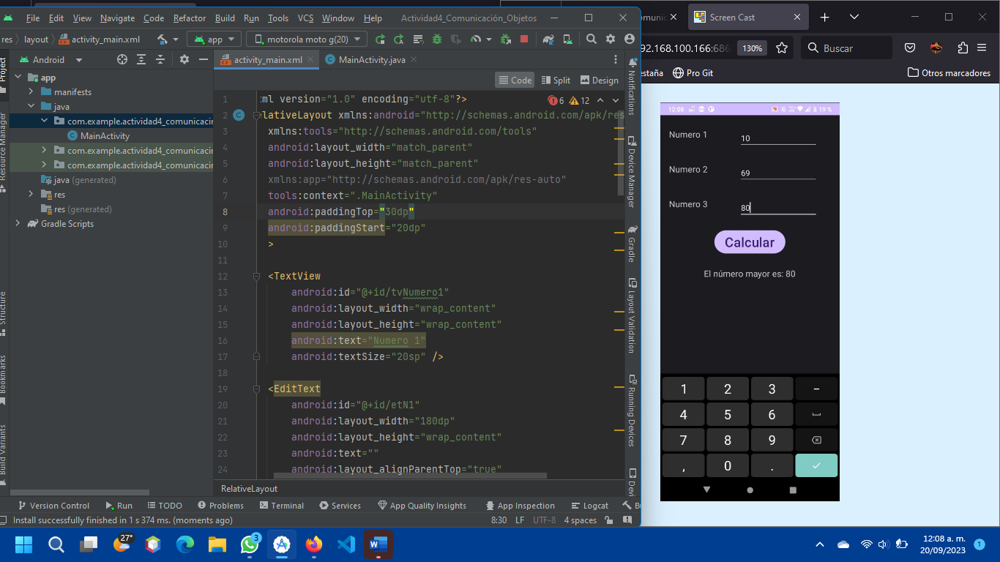 File Edit View Navigate Code Refactor Build Run Tools VCS Window Help Actividad4_Comunicación_Objetos
res layout activity_main.xml app motorola moto g(20)
Android activity_main.xml MainActivity.java
Code Split Design
app
manifests
java
com.example.actividad4_comunicacir
MainActivity
com.example.actividad4_comunicacir
com.example.actividad4_comunicacir
java (generated)
res
res (generated)
Gradle Scripts
Project
Resource Manager
Structure
Bookmarks
Build Variants
6 12
1 ml version="1.0" encoding="utf-8"?>
2 lativeLayout xmlns:android="http://schemas.android.com/apk/res
3 xmlns:tools="http://schemas.android.com/tools"
4 android:layout_width="match_parent"
5 android:layout_height="match_parent"
6 xmlns:app="http://schemas.android.com/apk/res-auto"
7 tools:context=".MainActivity"
8 android:paddingTop="30dp"
9 android:paddingStart="20dp"
10 >
11
12 <TextView
13 android:id="@+id/tvNumero1"
14 android:layout_width="wrap_content"
15 android:layout_height="wrap_content"
16 android:text="Numero 1"
17 android:textSize="20sp" />
18
19 <EditText
20 android:id="@+id/etN1"
21 android:layout_width="180dp"
22 android:layout_height="wrap_content"
23 android:text=""
24 android:layout_alignParentTop="true"
RelativeLayout
Notifications
Device Manager
Gradle
Layout Validation
Running Devices
Devi
Version Control Run TODO Problems Terminal Services App Quality Insights App Inspection Logcat Bu
Install successfully finished in 1 s 374 ms. (moments ago) 8:30 LF UTF-8 4 spaces
omunic Screen Cast
92.168.100.166:686 130% Buscar
estaña Pro Git Otros marcadores
12:08 19%
Numero 1 10
Numero 2 69
Numero 3 80
Calcular
El número mayor es: 80
1 2 3 −
4 5 6
7 8 9
, 0 .
27° 3
12:08 a. m.
20/09/2023 1